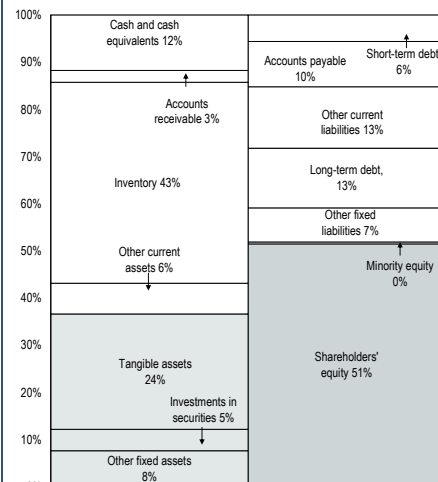 100%
90%
80%
70%
60%
50%
40%
30%
20%
10%
Cash and cash
equivalents 12%
Accounts
receivable 3%
Inventory 43%
Other current
assets 6%
Tangible assets
24%
Investments in
securities 5%
Other fixed assets
8%
Short-term debt
6%
Accounts payable
10%
Other current
liabilities 13%
Long-term debt,
13%
Other fixed
liabilities 7%
Minority equity
0%
Shareholders'
equity 51%